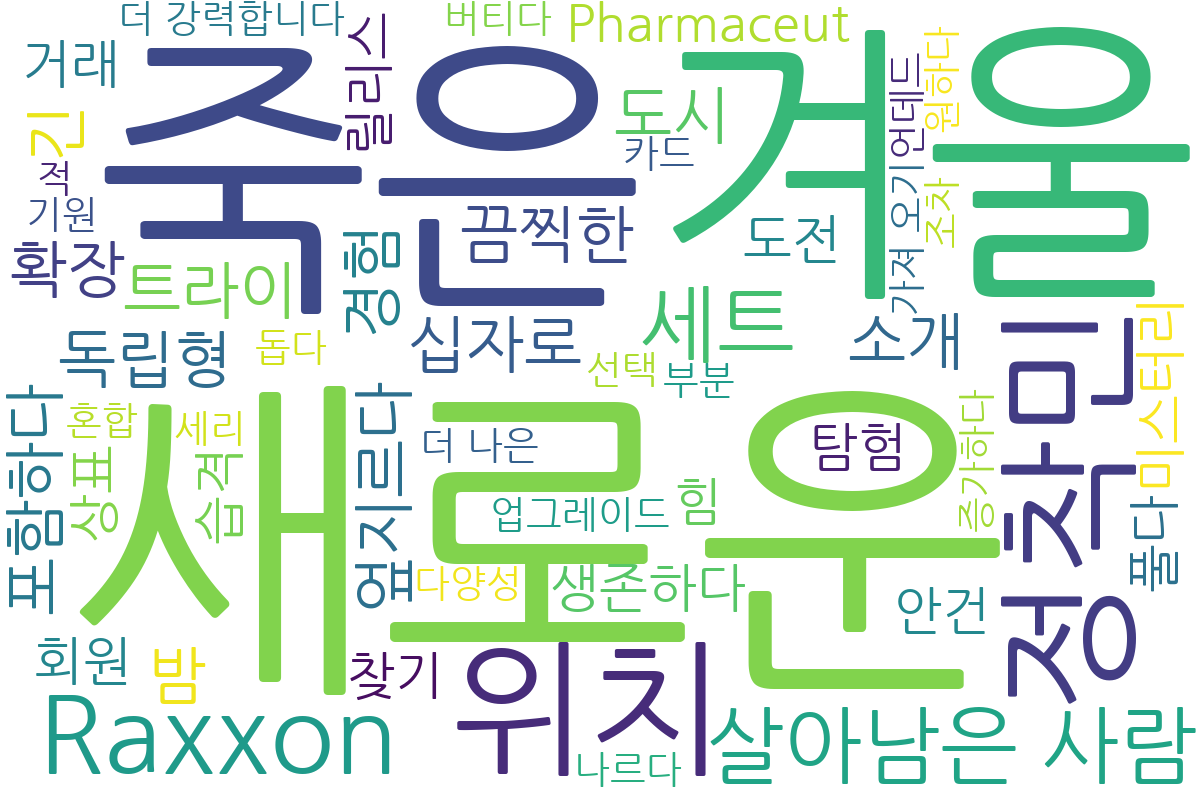 더 강력합니다
버티다
Pharmaceut
거래
죽은
릴리스
겨울
도시
언데드
원하다
긴
카드
적
기원
끔찍한
도전
가져 오기
조차
확장
트라이
경험
세트
십자로
소개
독립형
돕다
선택
부분
정착민
미스터리
포함하다
혼합
세리
상표
습격
새로운
엎지르다
더 나은
탐험
증가하다
업그레이드
힘
풀다
다양성
생존하다
안건
회원
밤
찾기
위치
Raxxon
살아남은 사람
나르다